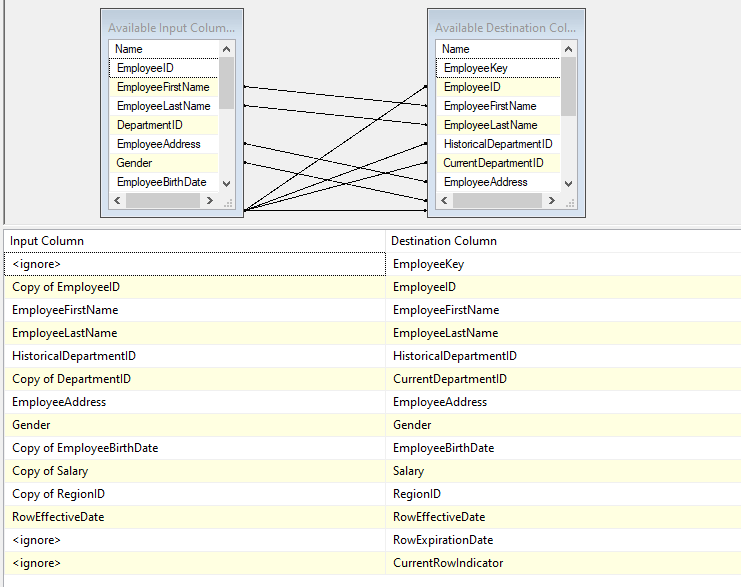 Available Input Colum... Available Destination Col...
Name Name
EmployeeID EmployeeKey
EmployeeFirstName EmployeeID
EmployeeLastName EmployeeFirstName
DepartmentID EmployeeLastName
EmployeeAddress HistoricalDepartmentID
Gender CurrentDepartmentID
EmployeeBirthDate EmployeeAddress
Input Column Destination Column
<ignore> EmployeeKey
Copy of EmployeeID EmployeeID
EmployeeFirstName EmployeeFirstName
EmployeeLastName EmployeeLastName
HistoricalDepartmentID HistoricalDepartmentID
Copy of DepartmentID CurrentDepartmentID
EmployeeAddress EmployeeAddress
Gender Gender
Copy of EmployeeBirthDate EmployeeBirthDate
Copy of Salary Salary
Copy of RegionID RegionID
RowEffectiveDate RowEffectiveDate
<ignore> RowExpirationDate
<ignore> CurrentRowIndicator